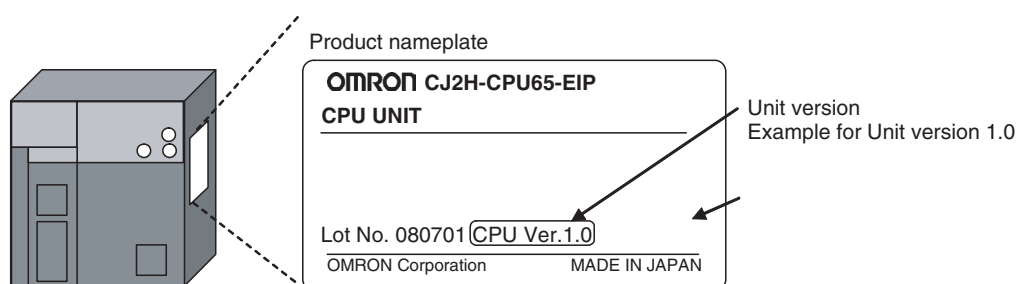 Product nameplate
OMRON CJ2H-CPU65-EIP
CPU UNIT
Unit version
Example for Unit version 1.0
Lot No. 080701 CPU Ver.1.0
OMRON Corporation MADE IN JAPAN